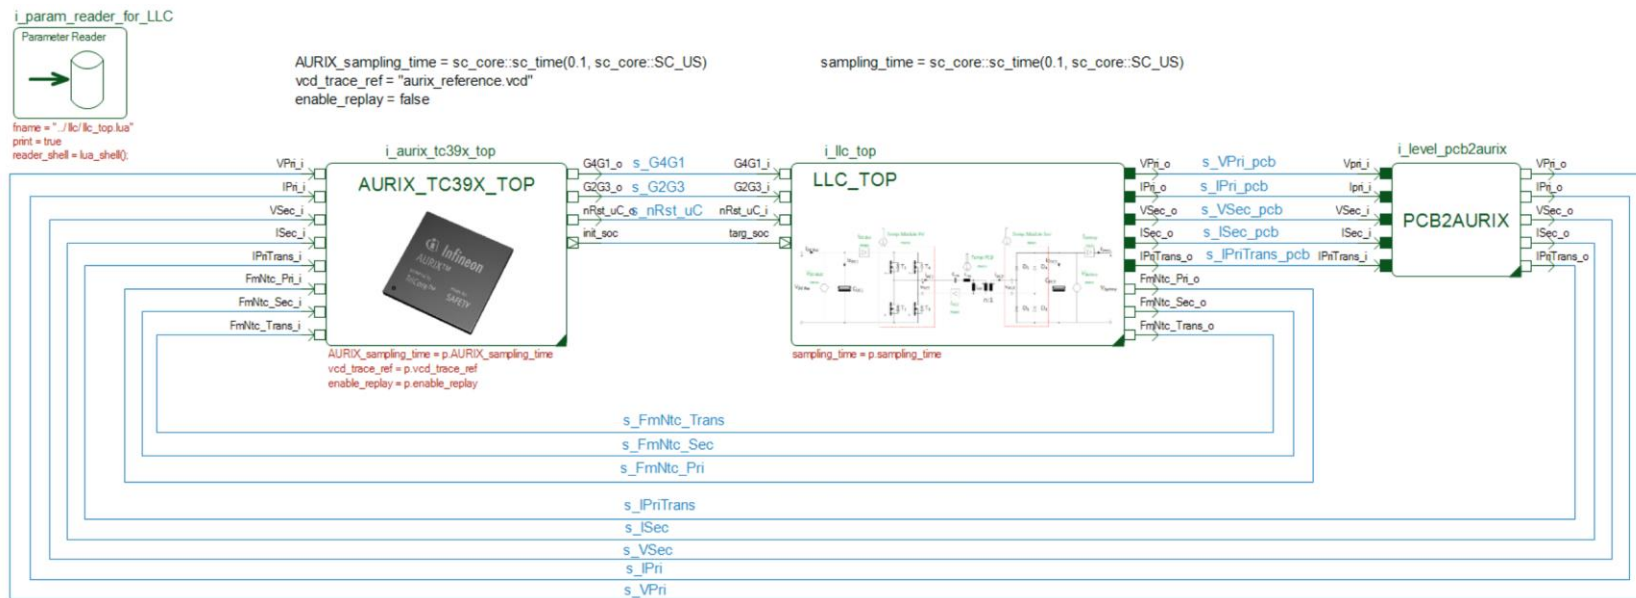 i_param_reader_for_LLC
Parameter Reader
fname = "../llc/llc_top.lua"
print = true
reader_shell = lua_shell();
AURIX_sampling_time = sc_core::sc_time(0.1, sc_core::SC_US)
vcd_trace_ref = "aurix_reference.vcd"
enable_replay = false
sampling_time = sc_core::sc_time(0.1, sc_core::SC_US)
i_aurix_tc39x_top
AURIX_TC39X_TOP
VPri_i
IPri_i
VSec_i
ISec_i
IPriTrans_i
FmNtc_Pri_i
FmNtc_Sec_i
FmNtc_Trans_i
Infineon
AURIX™
TriCore™
SAFETY
G4G1_o
G2G3_o
nRst_uC_o
init_soc
AURIX_sampling_time = p.AURIX_sampling_time
vcd_trace_ref = p.vcd_trace_ref
enable_replay = p.enable_replay
s_G4G1
s_G2G3
s_nRst_uC
i_llc_top
LLC_TOP
G4G1_i
G2G3_i
nRst_uC_i
targ_soc
VPri_o
IPri_o
VSec_o
ISec_o
IPriTrans_o
FmNtc_Pri_o
FmNtc_Sec_o
FmNtc_Trans_o
sampling_time = p.sampling_time
s_VPri_pcb
s_IPri_pcb
s_VSec_pcb
s_ISec_pcb
s_IPriTrans_pcb
i_level_pcb2aurix
PCB2AURIX
Vpri_i
Ipri_i
VSec_i
ISec_i
IPriTrans_i
VPri_o
IPri_o
VSec_o
ISec_o
IPriTrans_o
s_FmNtc_Trans
s_FmNtc_Sec
s_FmNtc_Pri
s_IPriTrans
s_ISec
s_VSec
s_IPri
s_VPri